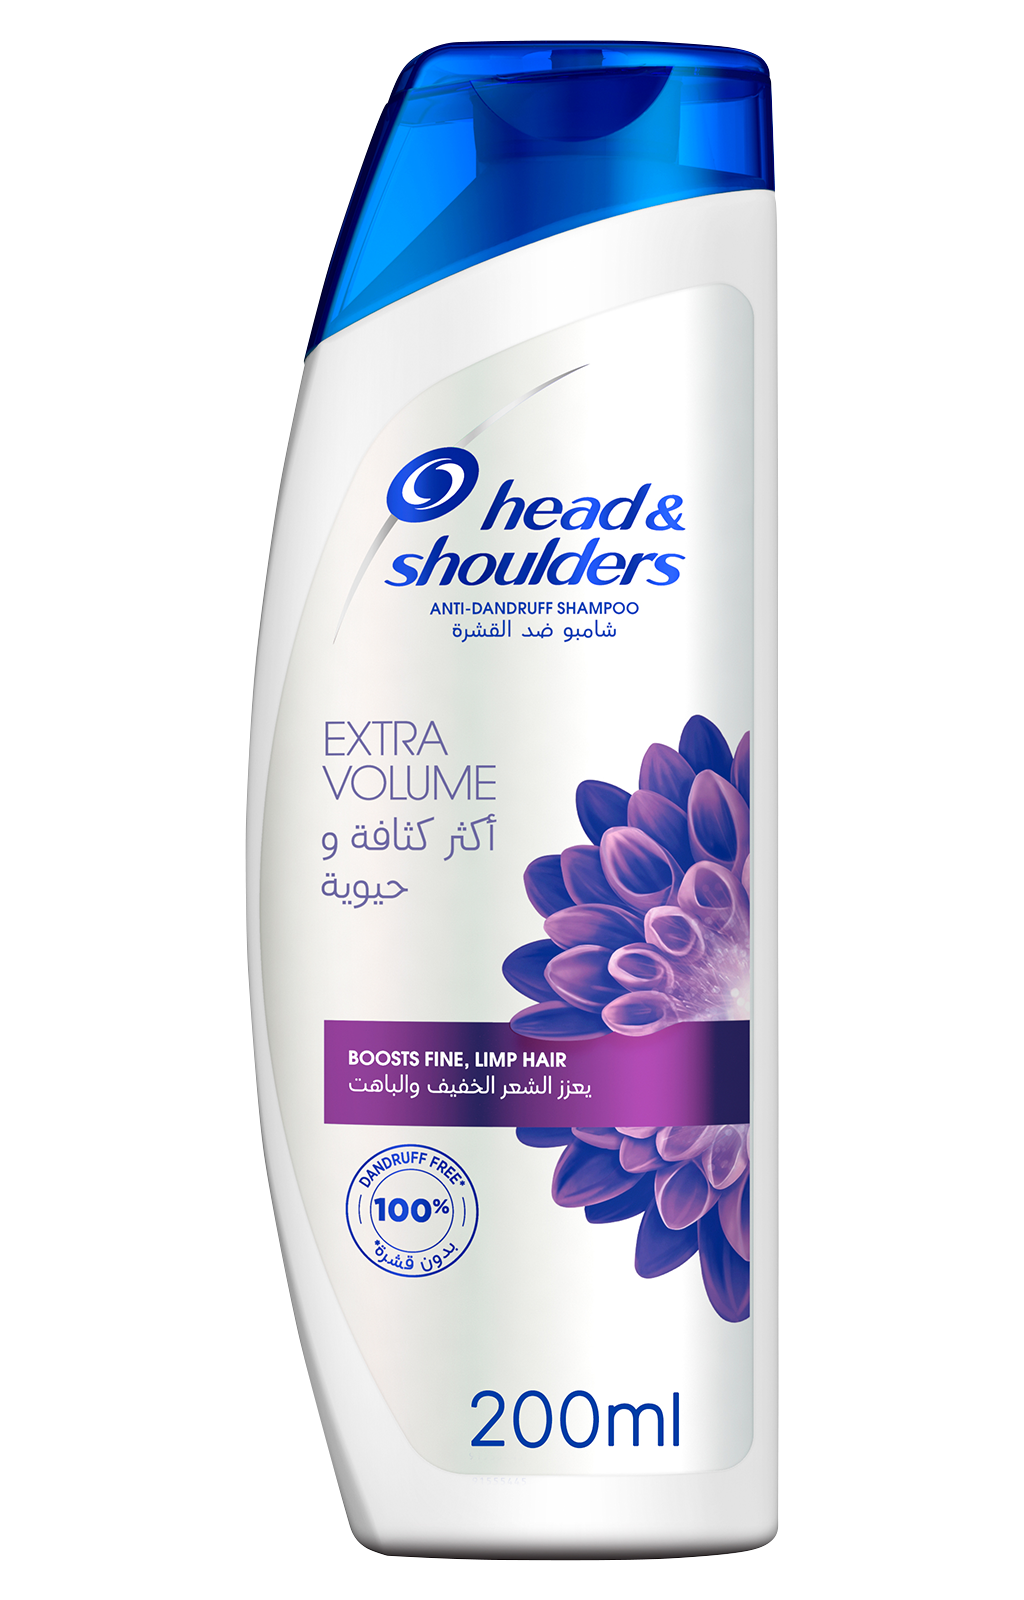 head &
shoulders
ANTI-DANDRUFF SHAMPOO
شامبو ضد القشرة
EXTRA
VOLUME
أكثر كثافة و
حيوية
BOOSTS FINE, LIMP HAIR
يعزز الشعر الخفيف والباهت
DANDRUFF FREE*
100%
بدون قشرة*
200ml